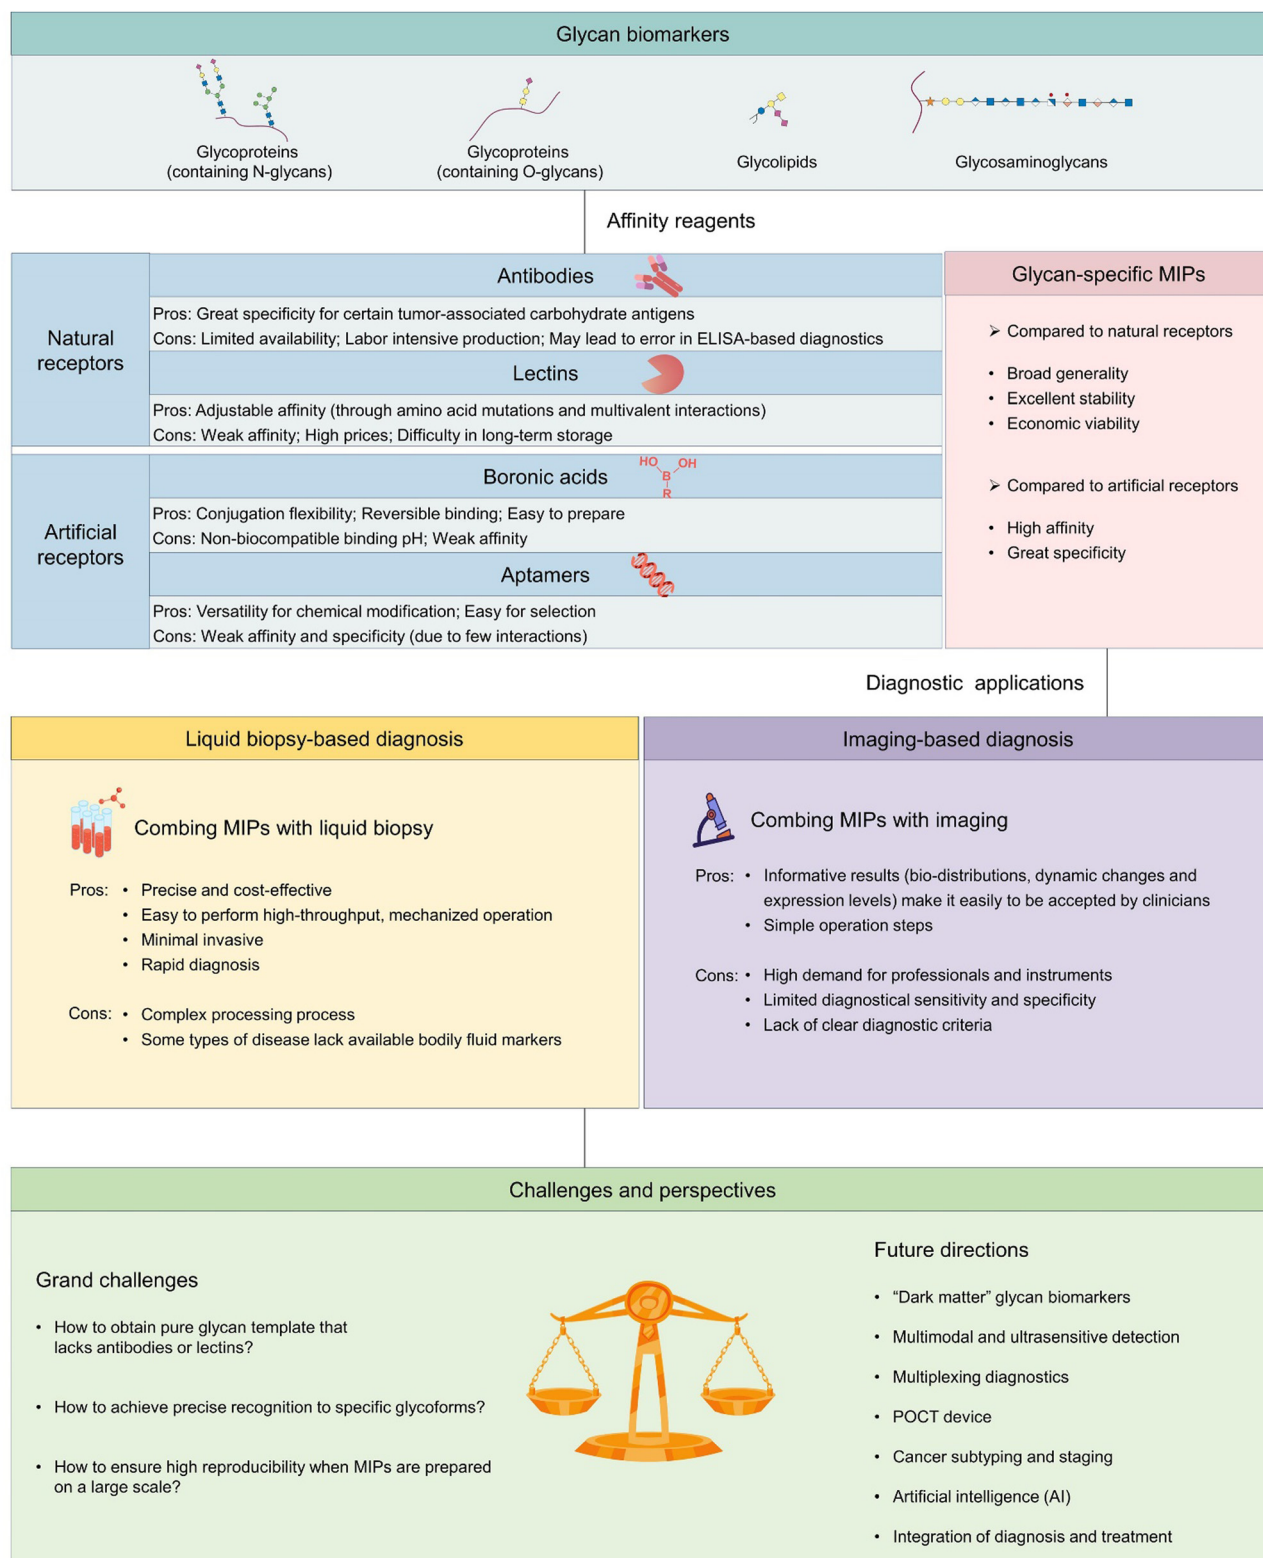 Glycan biomarkers
Glycoproteins
(containing N-glycans)
Glycoproteins
(containing O-glycans)
Glycolipids
Glycosaminoglycans
Affinity reagents
Natural
receptors
Antibodies
Pros: Great specificity for certain tumor-associated carbohydrate antigens
Cons: Limited availability; Labor intensive production; May lead to error in ELISA-based diagnostics
Lectins
Pros: Adjustable affinity (through amino acid mutations and multivalent interactions)
Cons: Weak affinity; High prices; Difficulty in long-term storage
Artificial
receptors
Boronic acids
HO
OH
B
R
Pros: Conjugation flexibility; Reversible binding; Easy to prepare
Cons: Non-biocompatible binding pH; Weak affinity
Aptamers
Pros: Versatility for chemical modification; Easy for selection
Cons: Weak affinity and specificity (due to few interactions)
Glycan-specific MIPs
➢ Compared to natural receptors
• Broad generality
• Excellent stability
• Economic viability
➢ Compared to artificial receptors
• High affinity
• Great specificity
Diagnostic applications
Liquid biopsy-based diagnosis
Combing MIPs with liquid biopsy
Pros: • Precise and cost-effective
• Easy to perform high-throughput, mechanized operation
• Minimal invasive
• Rapid diagnosis
Cons: • Complex processing process
• Some types of disease lack available bodily fluid markers
Imaging-based diagnosis
Combing MIPs with imaging
Pros: • Informative results (bio-distributions, dynamic changes and
expression levels) make it easily to be accepted by clinicians
• Simple operation steps
Cons: • High demand for professionals and instruments
• Limited diagnostical sensitivity and specificity
• Lack of clear diagnostic criteria
Challenges and perspectives
Grand challenges
• How to obtain pure glycan template that
lacks antibodies or lectins?
• How to achieve precise recognition to specific glycoforms?
• How to ensure high reproducibility when MIPs are prepared
on a large scale?
Future directions
• “Dark matter” glycan biomarkers
• Multimodal and ultrasensitive detection
• Multiplexing diagnostics
• POCT device
• Cancer subtyping and staging
• Artificial intelligence (AI)
• Integration of diagnosis and treatment